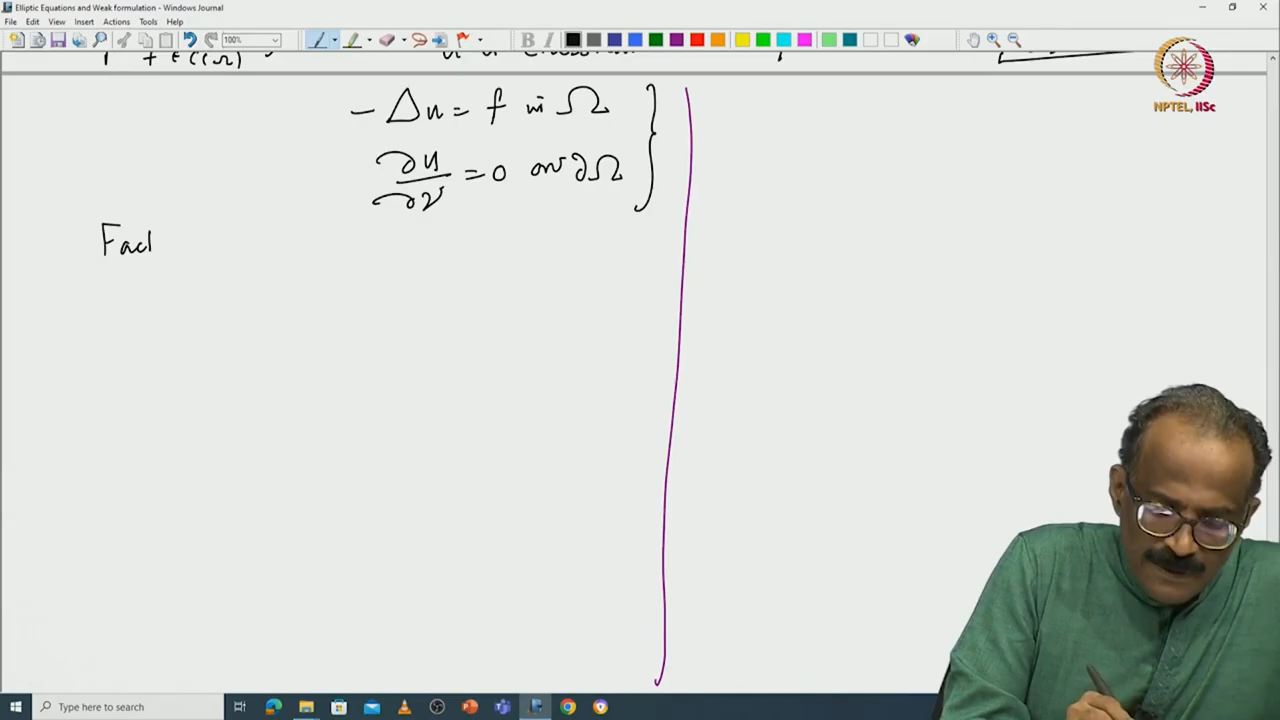 Elliptic Equations and Weak formulation - Windows Journal
File Edit View Insert Actions Tools Help
100%
B I
NPTEL, IISc
− Δu = f in Ω
∂u/∂ν = 0 on ∂Ω
Fact
Type here to search